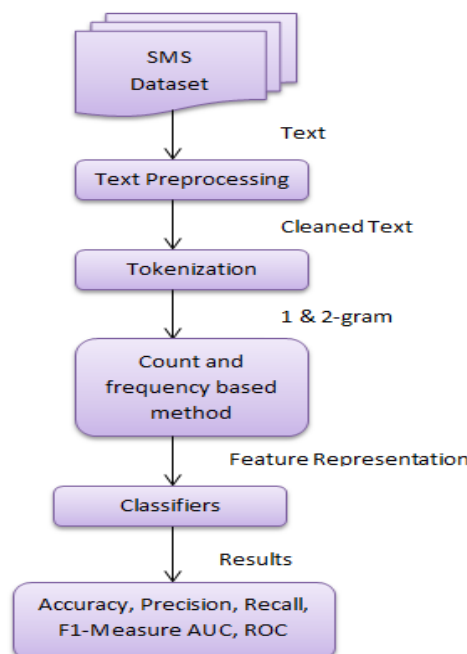 SMS
Dataset
Text
Text Preprocessing
Cleaned Text
Tokenization
1 & 2-gram
Count and
frequency based
method
Feature Representation
Classifiers
Results
Accuracy, Precision, Recall,
F1-Measure AUC, ROC